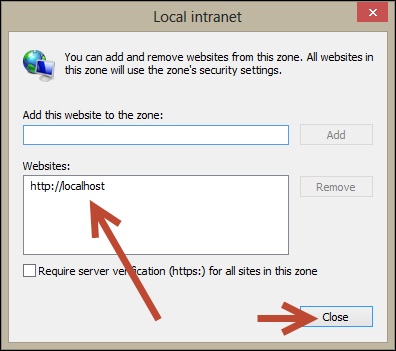 Local intranet
You can add and remove websites from this zone. All websites in
this zone will use the zone's security settings.
Add this website to the zone:
Add
Websites:
http://localhost
Remove
Require server verification (https:) for all sites in this zone
Close